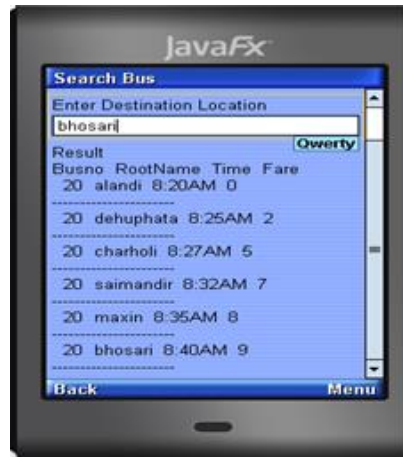 JavaFx
Search Bus
Enter Destination Location
bhosari
Qwerty
Result
Busno RootName Time Fare
20 alandi 8:20AM 0
--------------------
20 dehuphata 8:25AM 2
--------------------
20 charholi 8:27AM 5
--------------------
20 saimandir 8:32AM 7
--------------------
20 maxin 8:35AM 8
--------------------
20 bhosari 8:40AM 9
--------------------
Back Menu